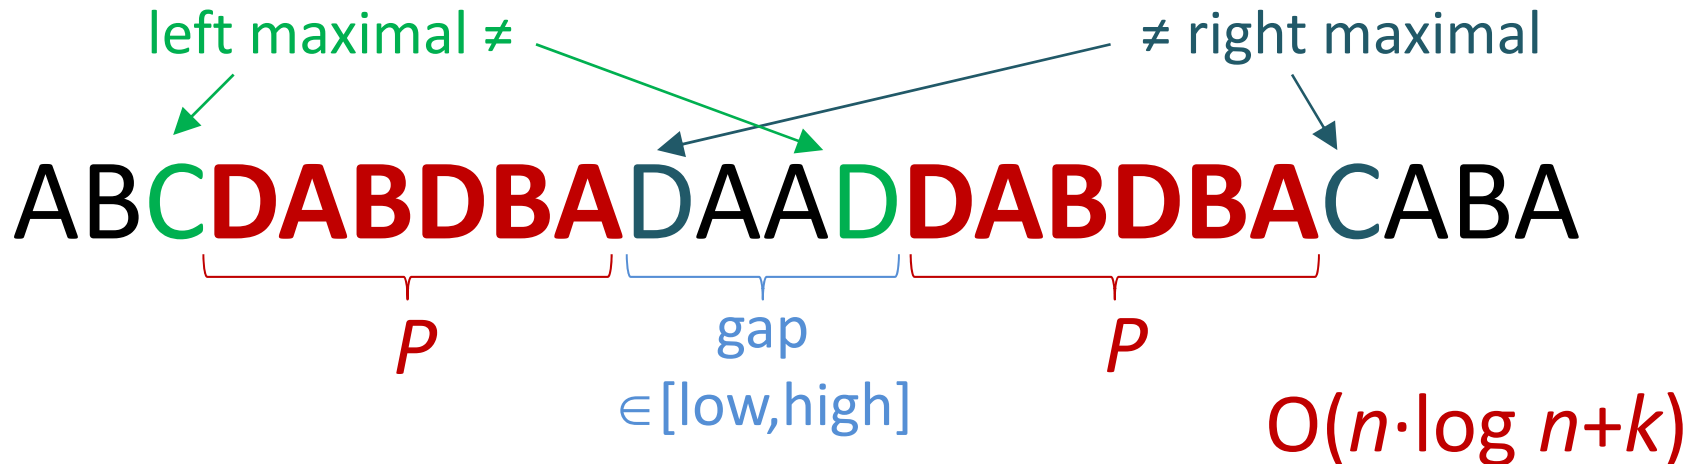 left maximal ≠ ≠ right maximal
ABCDABDBADAADDABDBACABA
P gap P
∈[low,high]
O(n·log n+k)